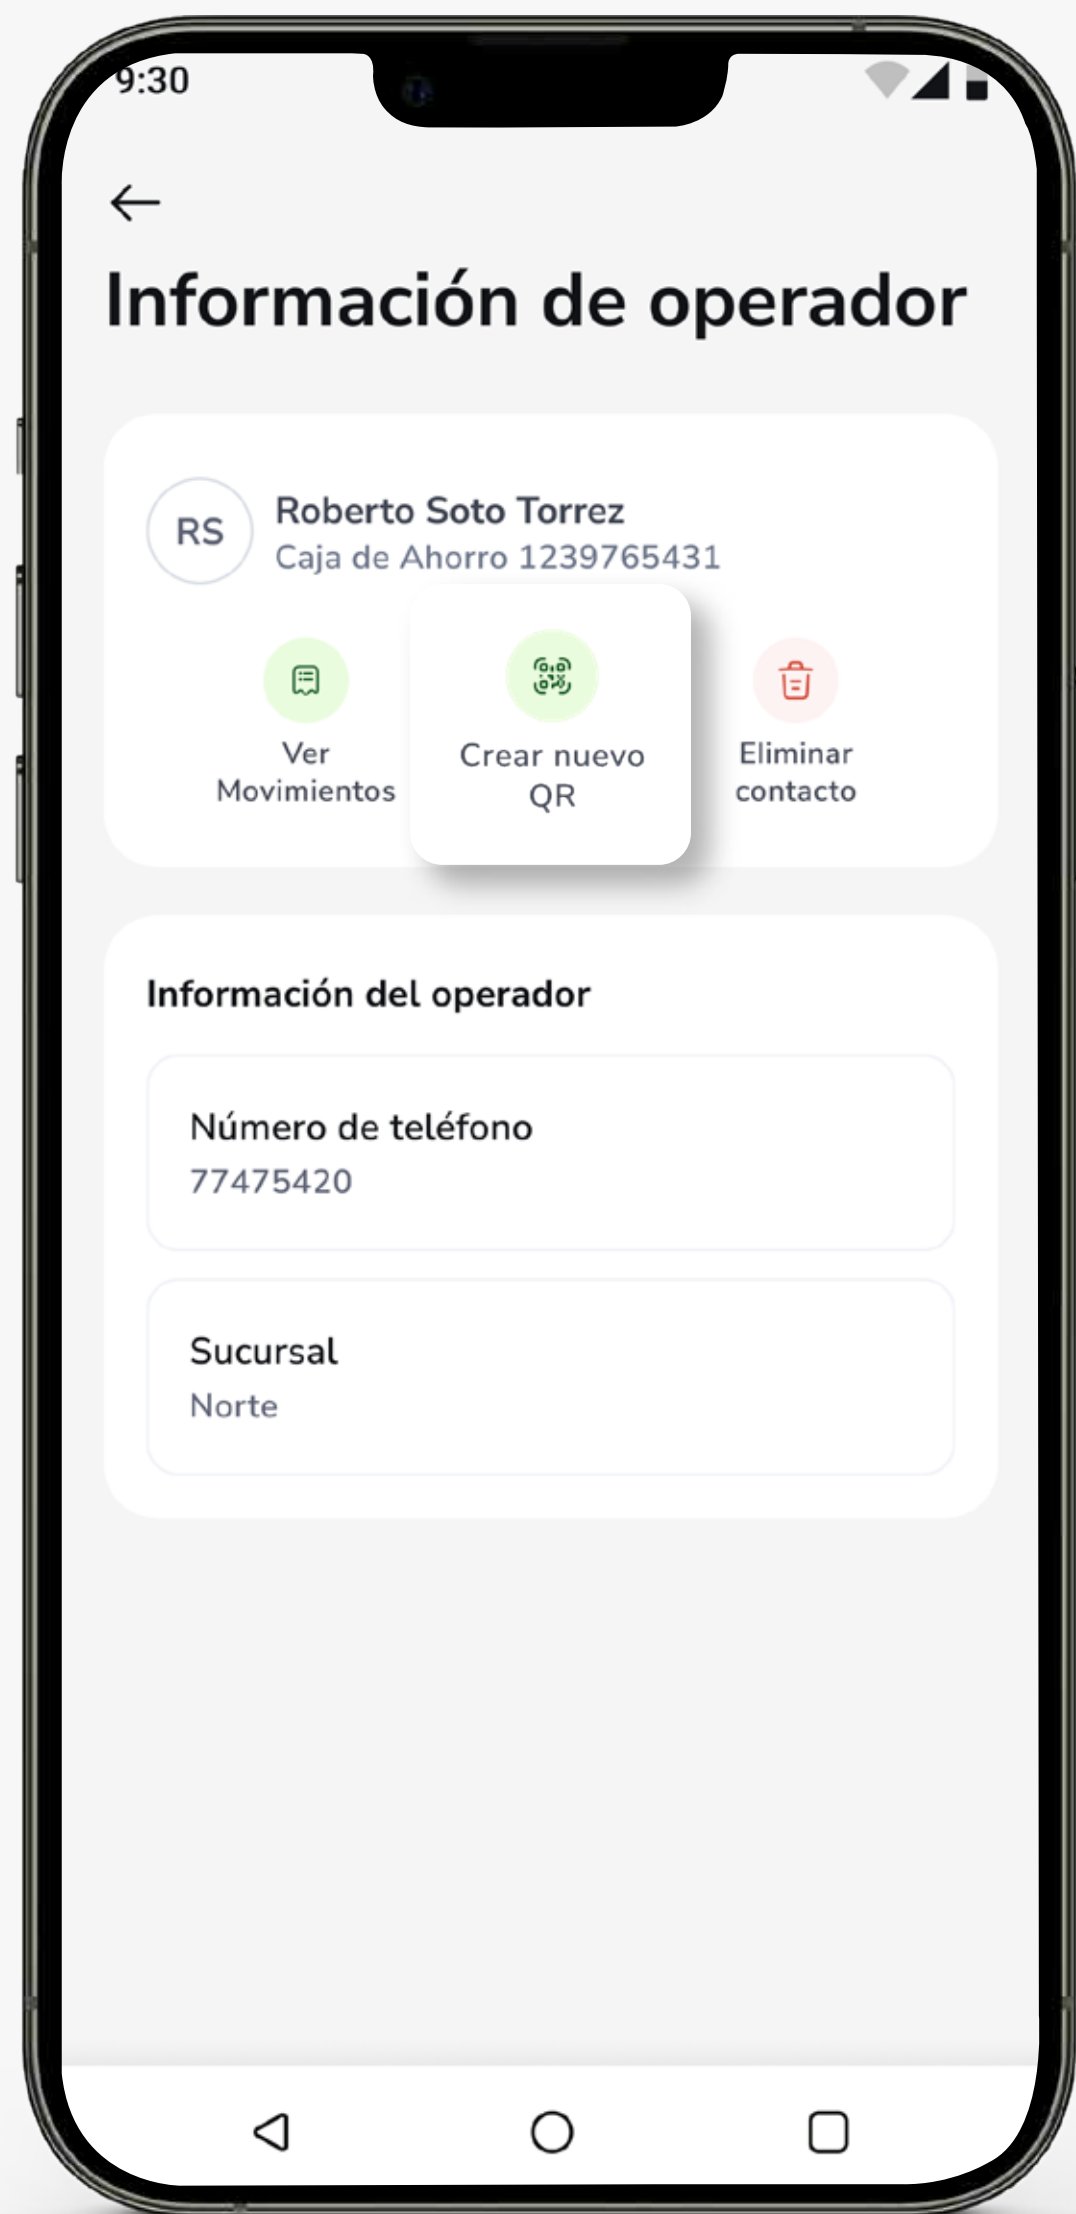 9:30
Información de operador
RS
Roberto Soto Torrez
Caja de Ahorro 1239765431
Ver
Movimientos
Crear nuevo
QR
Eliminar
contacto
Información del operador
Número de teléfono
77475420
Sucursal
Norte